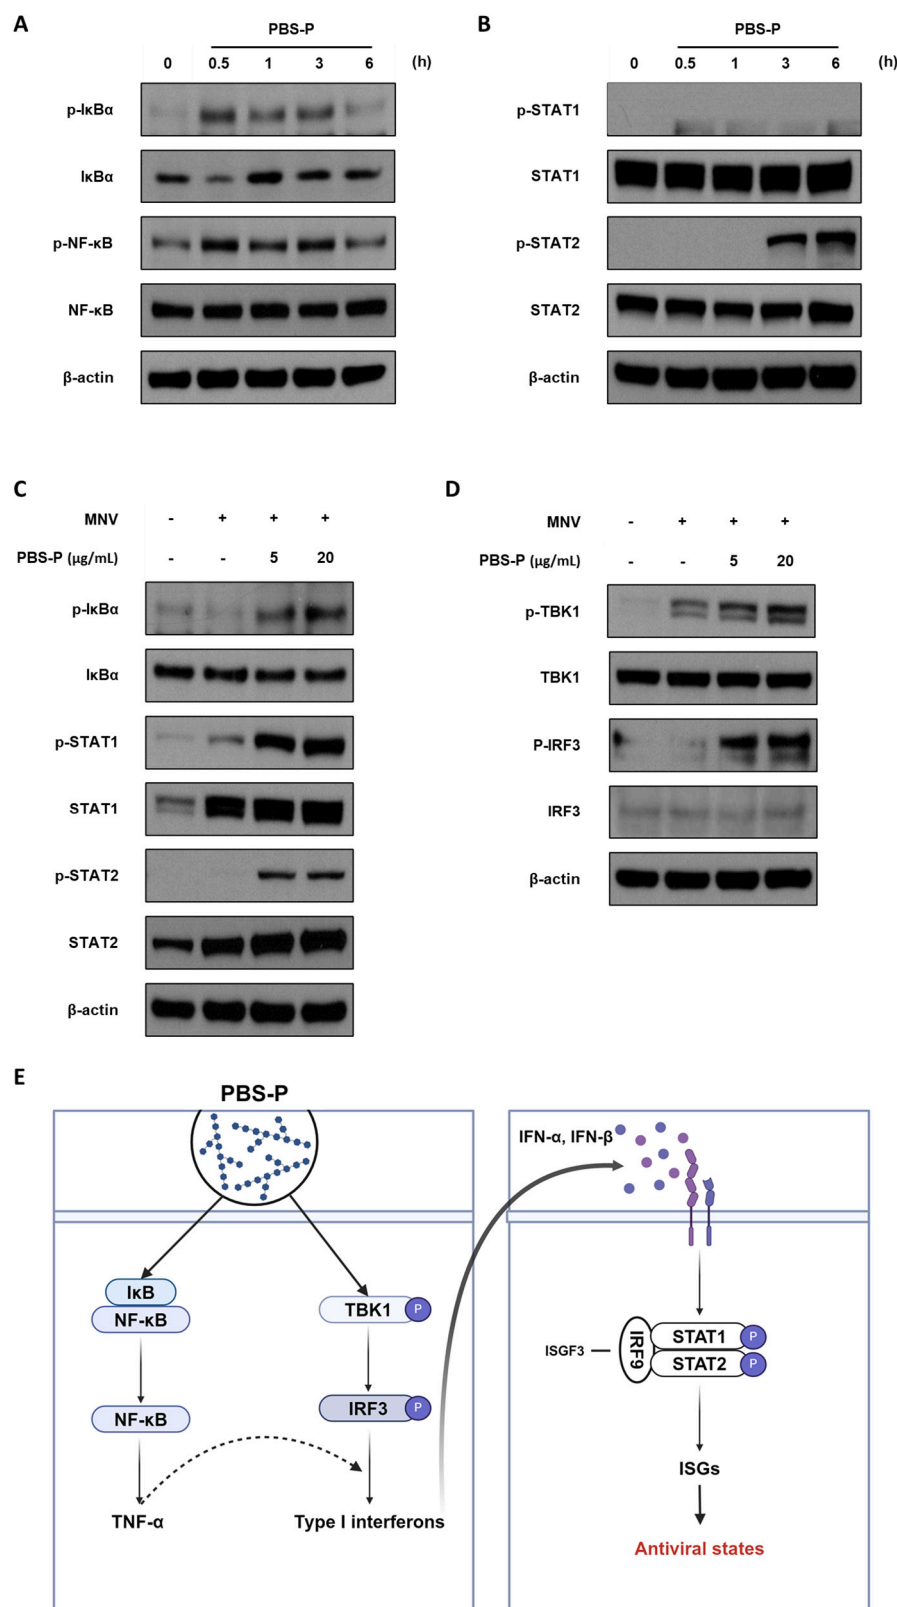 A
PBS-P
0 0.5 1 3 6 (h)
p-IκBα
IκBα
p-NF-κB
NF-κB
β-actin
B
PBS-P
0 0.5 1 3 6 (h)
p-STAT1
STAT1
p-STAT2
STAT2
β-actin
C
MNV - + + +
PBS-P (μg/mL) - - 5 20
p-IκBα
IκBα
p-STAT1
STAT1
p-STAT2
STAT2
β-actin
D
MNV - + + +
PBS-P (μg/mL) - - 5 20
p-TBK1
TBK1
P-IRF3
IRF3
β-actin
E
PBS-P
IκB
NF-κB
NF-κB
TNF-α
TBK1 P
IRF3 P
Type I interferons
IFN-α, IFN-β
ISGF3
IRF9
STAT1 P
STAT2 P
ISGs
Antiviral states